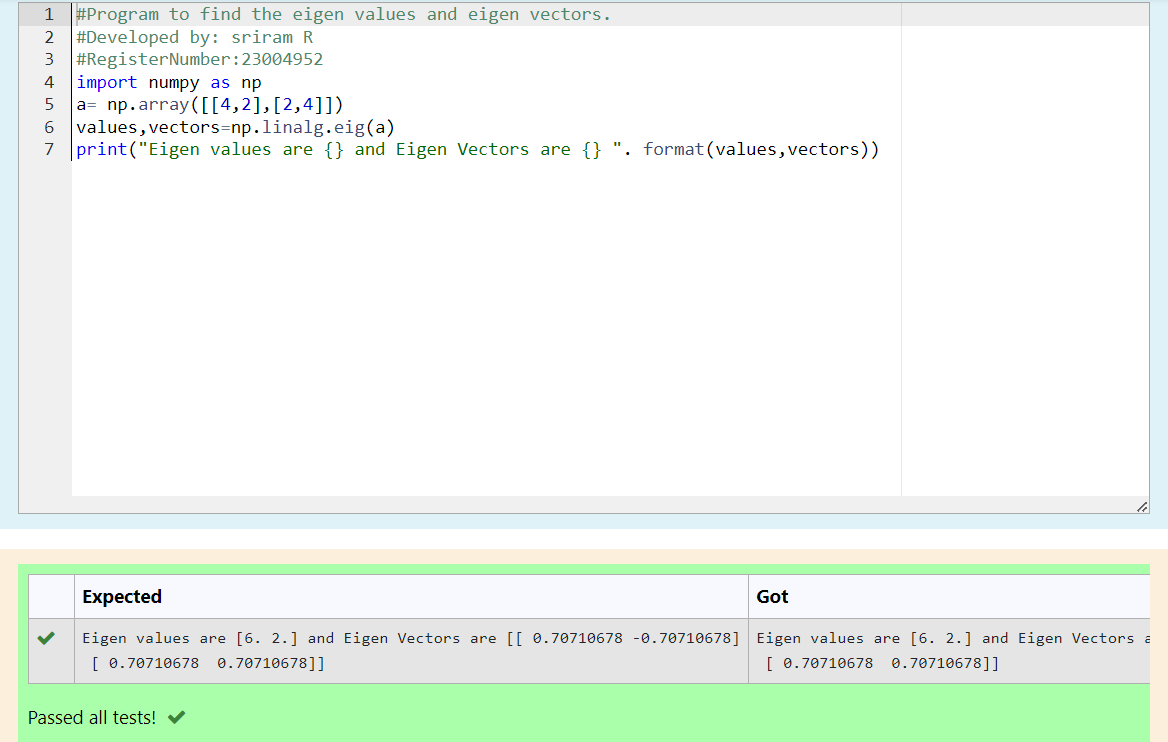 1 #Program to find the eigen values and eigen vectors.
2 #Developed by: sriram R
3 #RegisterNumber:23004952
4 import numpy as np
5 a= np.array([[4,2],[2,4]])
6 values,vectors=np.linalg.eig(a)
7 print("Eigen values are {} and Eigen Vectors are {} ". format(values,vectors))
Expected Got
Eigen values are [6. 2.] and Eigen Vectors are [[ 0.70710678 -0.70710678] Eigen values are [6. 2.] and Eigen Vectors
[ 0.70710678  0.70710678]] [ 0.70710678  0.70710678]]
Passed all tests!